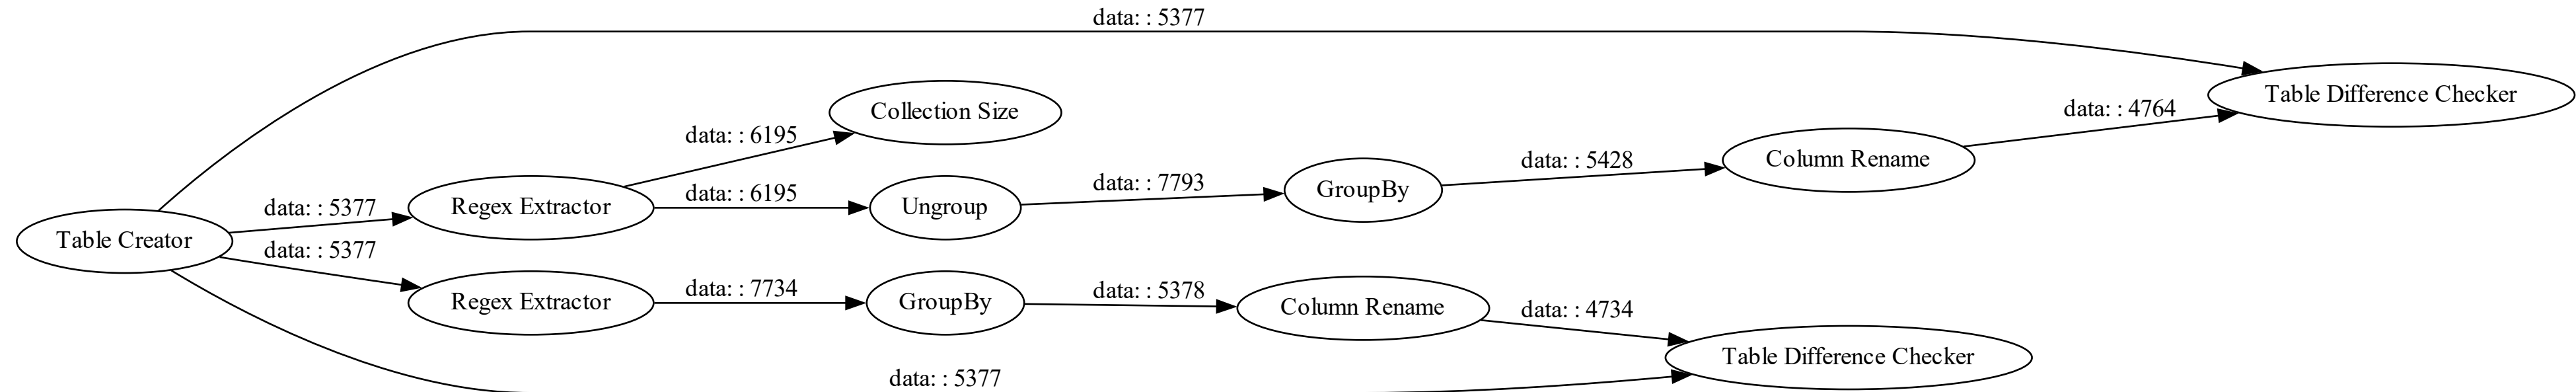 data: : 5377
Table Difference Checker
Collection Size
data: : 4764
data: : 6195
Column Rename
data: : 5428
data: : 7793
GroupBy
data: : 6195
Ungroup
Regex Extractor
data: : 5377
Table Creator
data: : 5377
Regex Extractor
data: : 7734
GroupBy
data: : 5378
Column Rename
data: : 4734
Table Difference Checker
data: : 5377